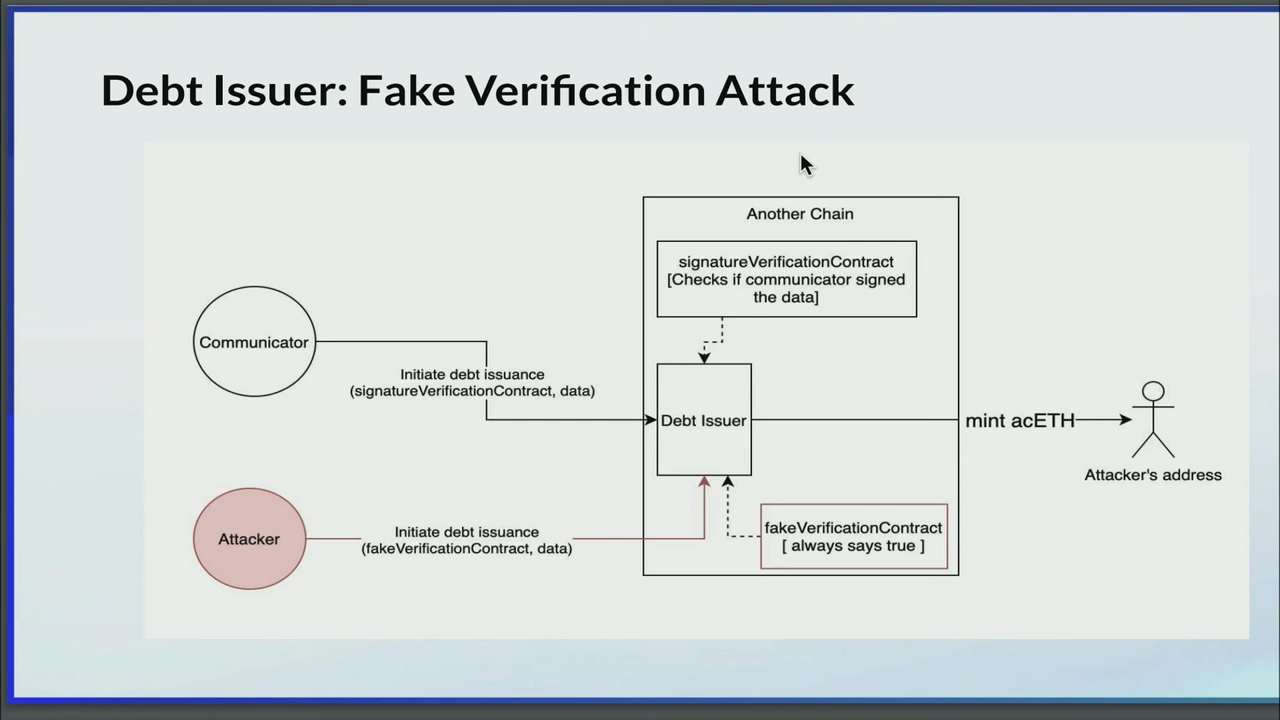 Debt Issuer: Fake Verification Attack
Another Chain
signatureVerificationContract
[Checks if communicator signed
the data]
Communicator
Initiate debt issuance
(signatureVerificationContract, data)
Debt Issuer
mint acETH
Attacker's address
Attacker
Initiate debt issuance
(fakeVerificationContract, data)
fakeVerificationContract
[ always says true ]